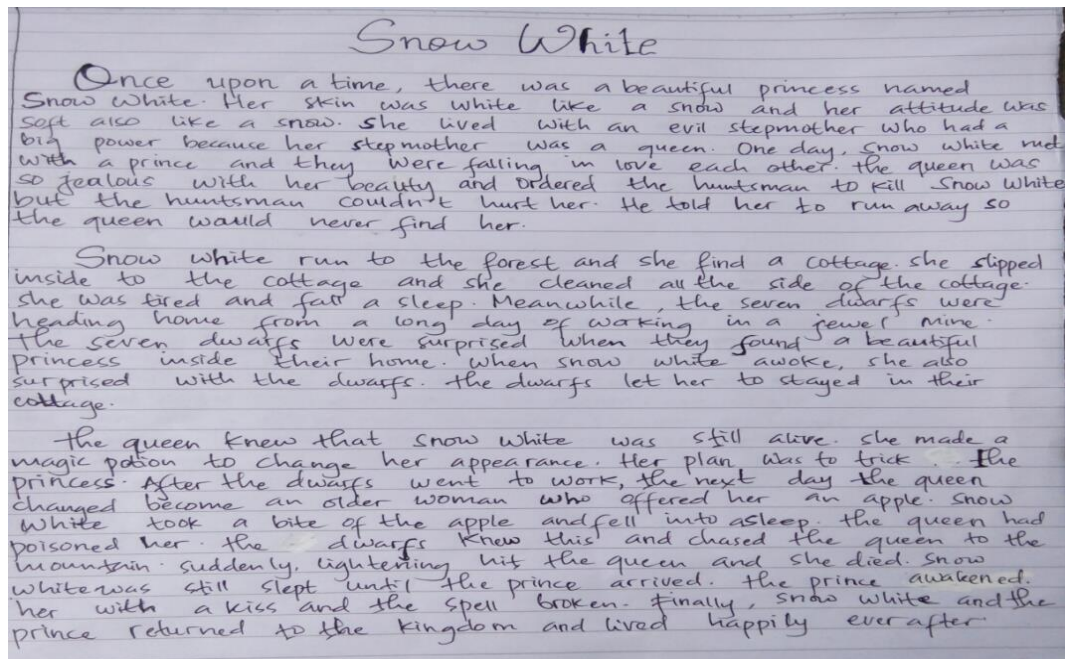 Snow White
Once upon a time, there was a beautiful princess named
Snow White. Her skin was white like a snow and her attitude was
soft also like a snow. She lived with an evil stepmother who had a
big power because her stepmother was a queen. One day, snow white met
with a prince and they were falling in love each other. the queen was
so jealous with her beauty and ordered the huntsman to kill Snow White
but the huntsman couldn't hurt her. He told her to run away so
the queen would never find her.
Snow white run to the forest and she find a cottage. she slipped
inside to the cottage and she cleaned all the side of the cottage.
she was tired and fall a sleep. Meanwhile, the seven dwarfs were
heading home from a long day of working in a jewel mine.
the seven dwarfs were surprised when they found a beautiful
princess inside their home. when snow white awoke, she also
surprised with the dwarfs. the dwarfs let her to stayed in their
cottage.
the queen knew that snow white was still alive. she made a
magic potion to change her appearance. Her plan was to trick the
princess. After the dwarfs went to work, the next day the queen
changed become an older woman who offered her an apple. snow
white took a bite of the apple and fell into asleep. the queen had
poisoned her. the dwarfs knew this and chased the queen to the
mountain. suddenly, lightening hit the queen and she died. snow
white was still slept until the prince arrived. the prince awakened.
her with a kiss and the spell broken. finally, snow white and the
prince returned to the kingdom and lived happily ever after.